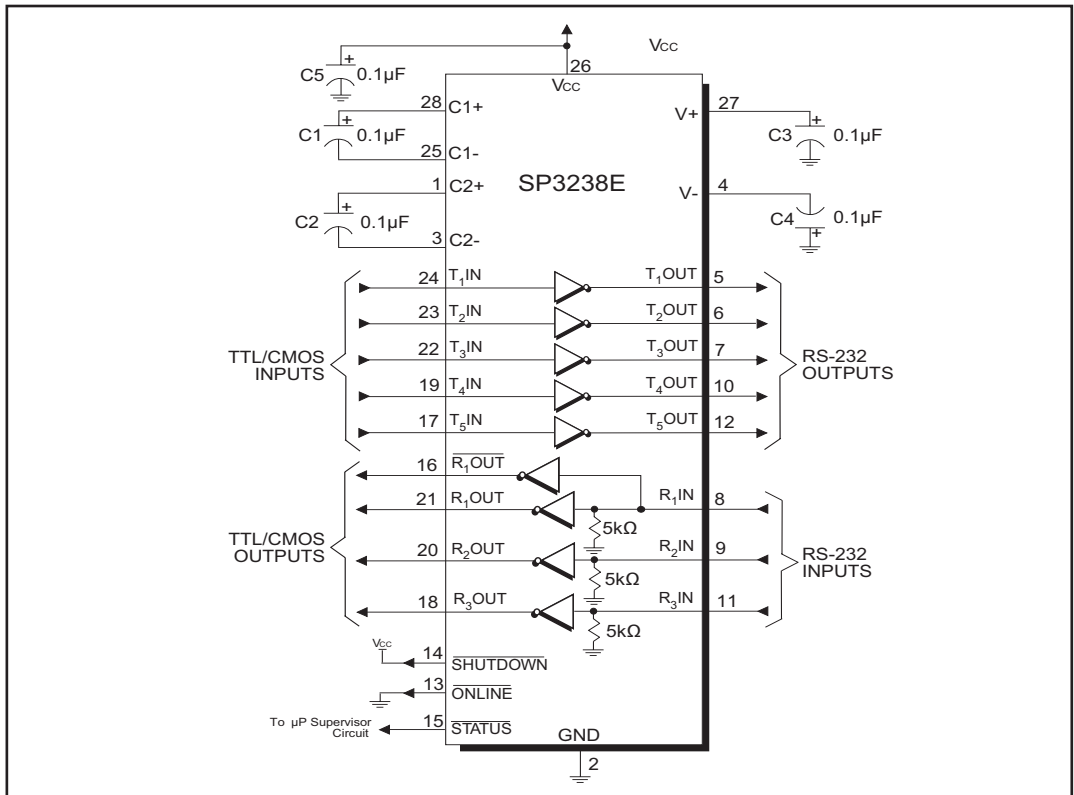 Vcc
26
Vcc
C5
+
0.1µF
28
C1+
C1
+
0.1µF
25
C1-
1
C2+
C2
+
0.1µF
3
C2-
SP3238E
V+
27
+
C3
0.1µF
V-
4
C4
0.1µF
+
TTL/CMOS
INPUTS
24
T₁IN
T₁OUT
5
23
T₂IN
T₂OUT
6
22
T₃IN
T₃OUT
7
19
T₄IN
T₄OUT
10
17
T₅IN
T₅OUT
12
RS-232
OUTPUTS
TTL/CMOS
OUTPUTS
16
R₁OUT
21
R₁OUT
R₁IN
8
5kΩ
20
R₂OUT
R₂IN
9
5kΩ
18
R₃OUT
R₃IN
11
5kΩ
RS-232
INPUTS
Vcc
14
SHUTDOWN
13
ONLINE
To µP Supervisor
Circuit
15
STATUS
GND
2